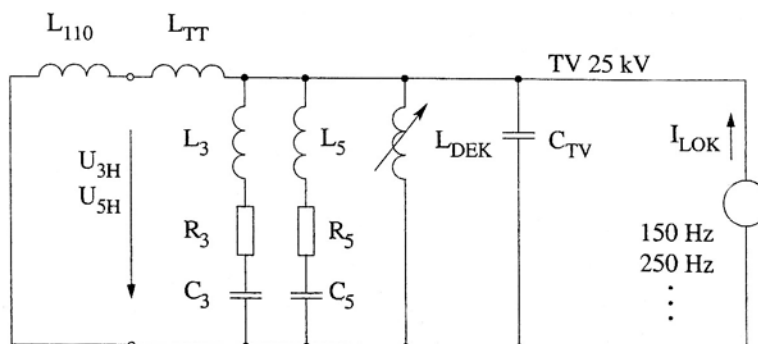 L110 LTT
TV 25 kV
L3 L5 LDEK CTV ILOK
U3H
U5H
R3 R5
150 Hz
250 Hz
C3 C5